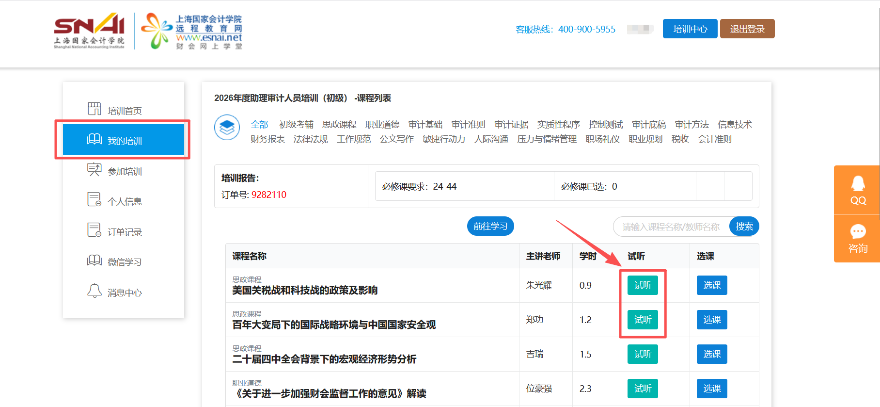 SNAI
上海国家会计学院
Shanghai National Accounting Institute
上海国家会计学院
远程教育网
www.esnai.net
财会网上学堂
客服热线：400-900-5955
培训中心
退出登录
培训首页
我的培训
参加培训
个人信息
订单记录
微信学习
消息中心
2026年度助理审计人员培训（初级） -课程列表
全部 初级考辅 思政课程 职业道德 审计基础 审计准则 审计证据 实质性程序 控制测试 审计底稿 审计方法 信息技术
财务报表 法律法规 工作规范 公文写作 敏捷行动力 人际沟通 压力与情绪管理 职场礼仪 职业规划 税收 会计准则
培训报告：
订单号: 9282110
必修课要求：24-44
必修课已选：0
前往学习
请输入课程名称/教师名称
搜索
课程名称 主讲老师 学时 试听 选课
思政课程
美国关税战和科技战的政策及影响 朱光耀 0.9 试听 选课
思政课程
百年大变局下的国际战略环境与中国国家安全观 郑功 1.2 试听 选课
思政课程
二十届四中全会背景下的宏观经济形势分析 吉瑞 1.5 试听 选课
职业道德
《关于进一步加强财会监督工作的意见》解读 位豪强 2.3 试听 选课
QQ
咨询